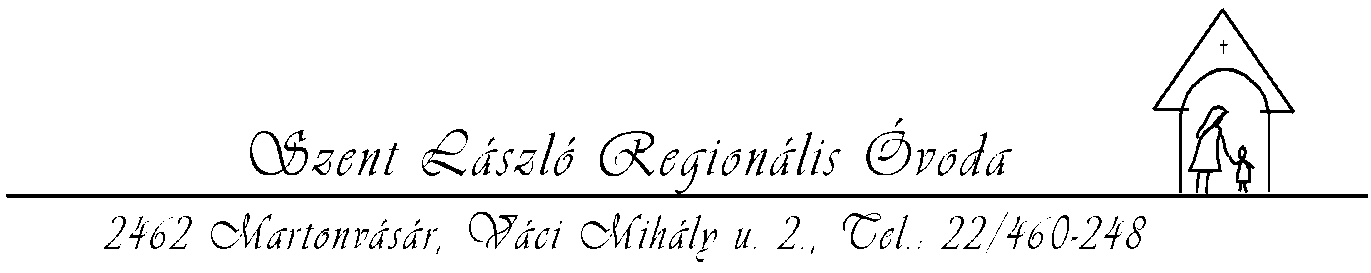 Szent László Regionális Óvoda
2462 Martonvásár, Váci Mihály u. 2., Tel.: 22/460-248